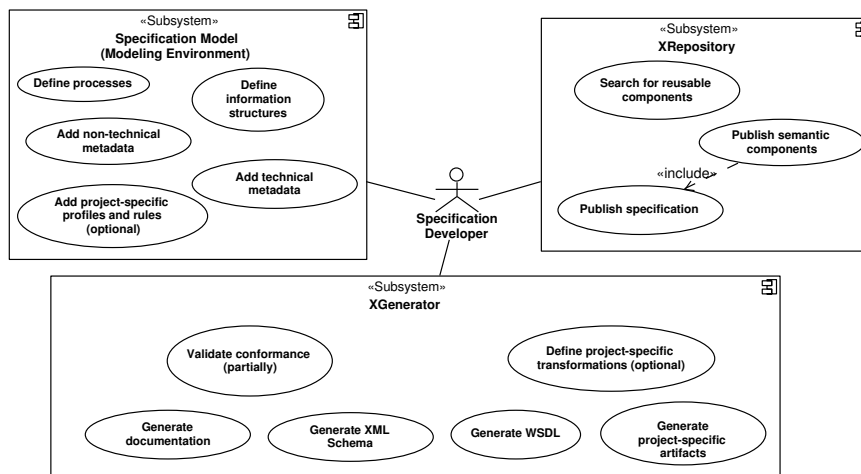 «Subsystem»
Specification Model
(Modeling Environment)
Define processes
Define
information
structures
Add non-technical
metadata
Add technical
metadata
Add project-specific
profiles and rules
(optional)
Specification
Developer
«Subsystem»
XRepository
Search for reusable
components
Publish semantic
components
«include»
Publish specification
«Subsystem»
XGenerator
Validate conformance
(partially)
Define project-specific
transformations (optional)
Generate
documentation
Generate XML
Schema
Generate WSDL
Generate
project-specific
artifacts